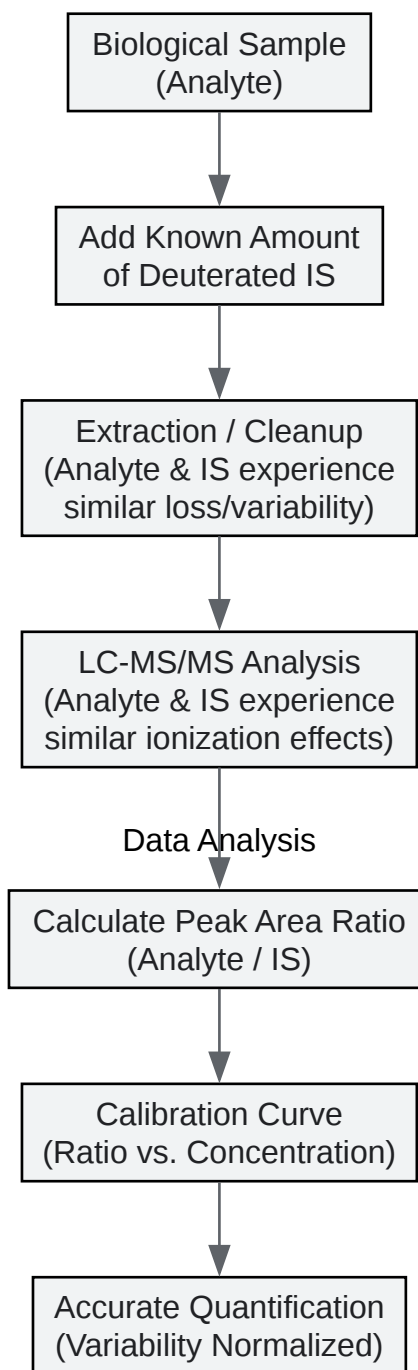 Biological Sample
(Analyte)
Add Known Amount
of Deuterated IS
Extraction / Cleanup
(Analyte & IS experience
similar loss/variability)
LC-MS/MS Analysis
(Analyte & IS experience
similar ionization effects)
Data Analysis
Calculate Peak Area Ratio
(Analyte / IS)
Calibration Curve
(Ratio vs. Concentration)
Accurate Quantification
(Variability Normalized)